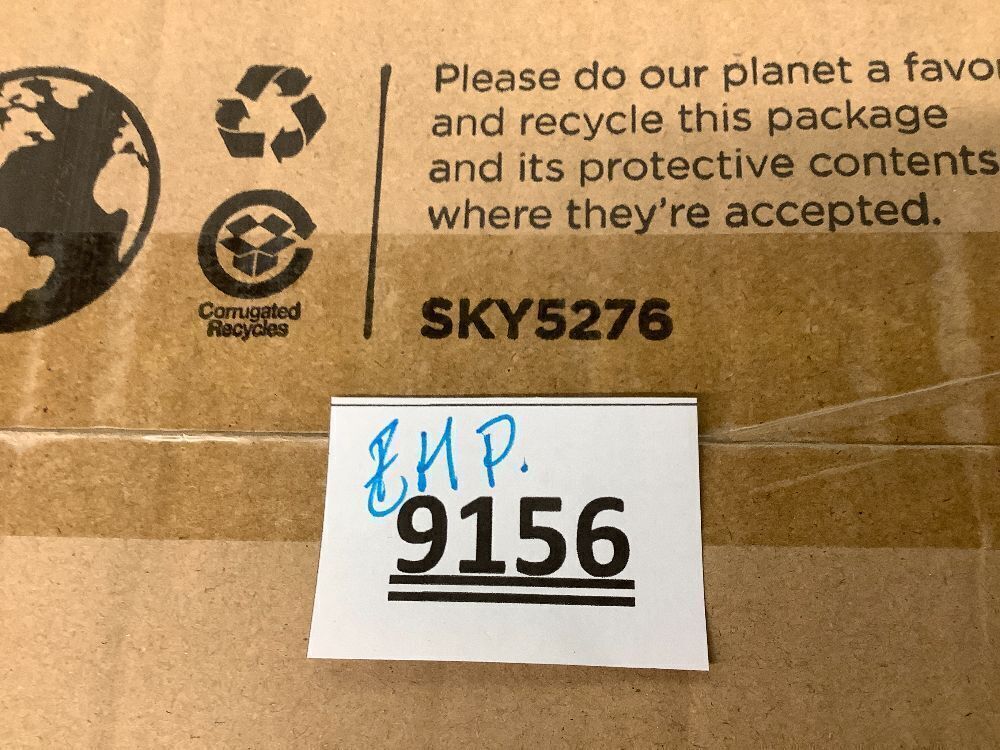 Please do our planet a favo
and recycle this package
and its protective contents
where they're accepted.
Corrugated
Recycles
SKY5276
EHP.
9156